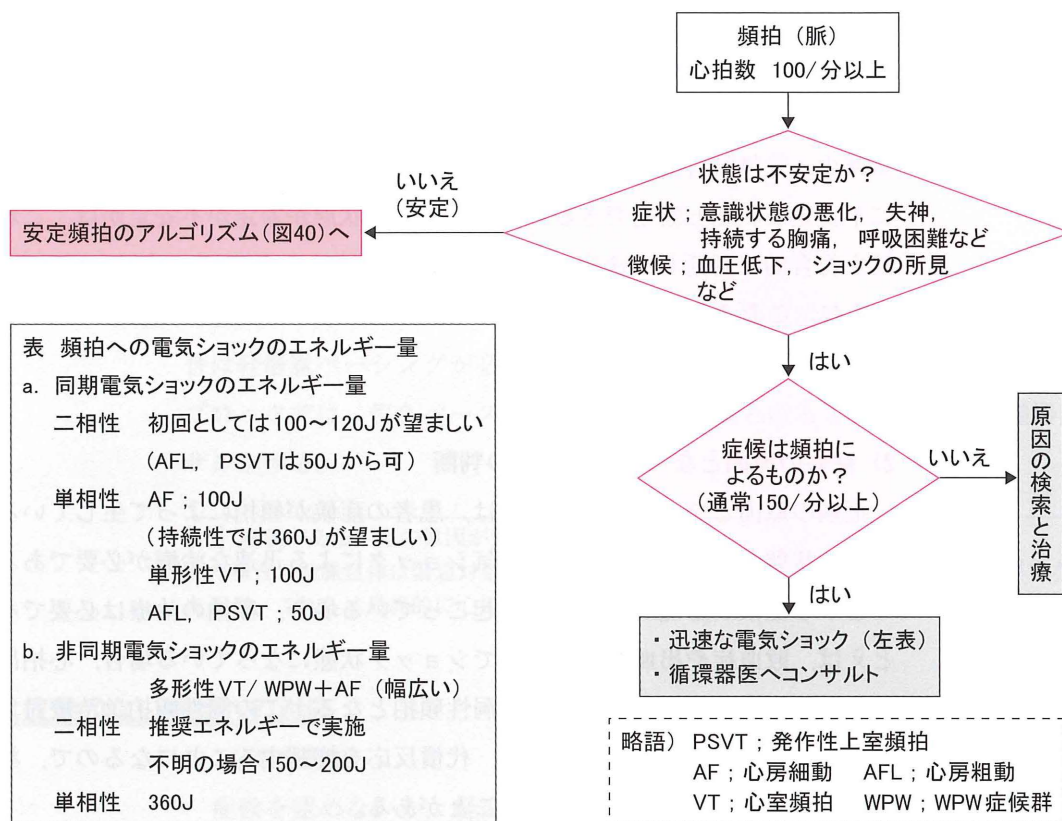 頻拍（脈）
心拍数 100/分以上
状態は不安定か？
症状；意識状態の悪化，失神，
持続する胸痛，呼吸困難など
徴候；血圧低下，ショックの所見
など
いいえ
（安定）
安定頻拍のアルゴリズム（図40）へ
はい
症候は頻拍に
よるものか？
（通常150/分以上）
いいえ
原因の検索と治療
はい
・迅速な電気ショック（左表）
・循環器医へコンサルト
表 頻拍への電気ショックのエネルギー量
a. 同期電気ショックのエネルギー量
二相性 初回としては100～120Jが望ましい
（AFL，PSVTは50Jから可）
単相性 AF；100J
（持続性では360Jが望ましい）
単形性VT；100J
AFL，PSVT；50J
b. 非同期電気ショックのエネルギー量
多形性VT/ WPW＋AF（幅広い）
二相性 推奨エネルギーで実施
不明の場合150～200J
単相性 360J
略語）PSVT；発作性上室頻拍
AF；心房細動 AFL；心房粗動
VT；心室頻拍 WPW；WPW症候群